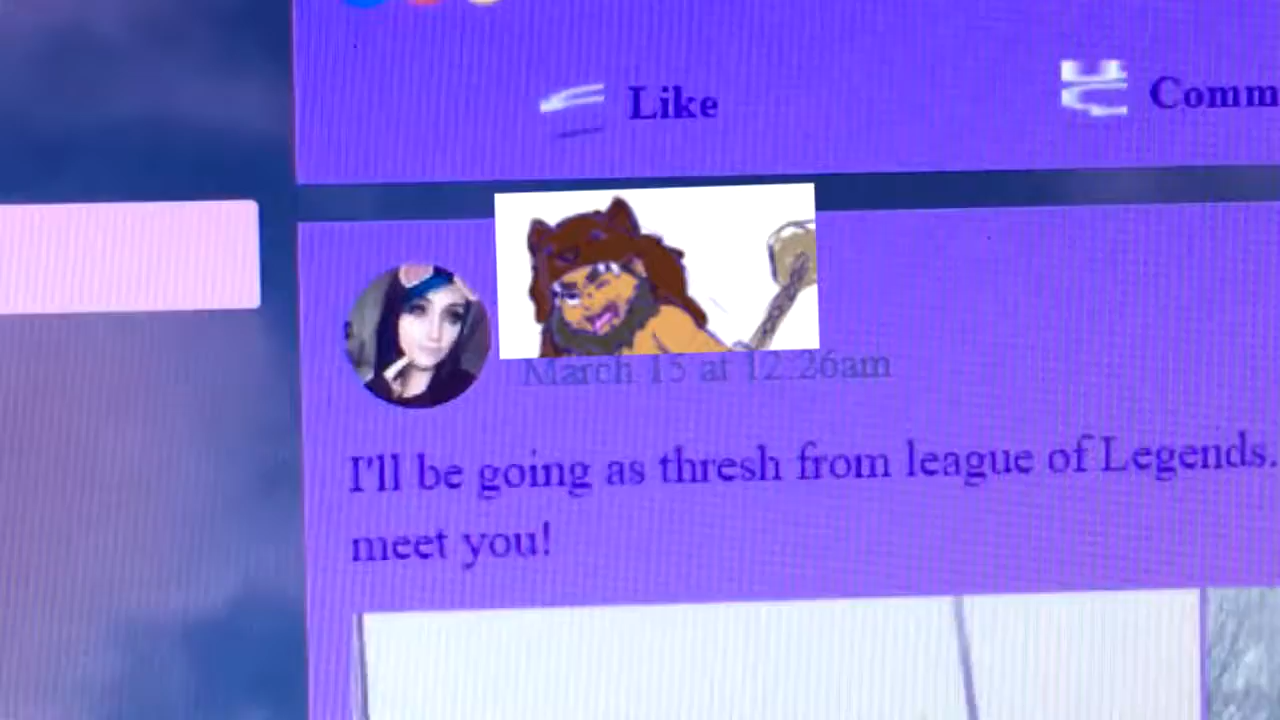 Like
Comm
March 15 at 12:26am
I'll be going as thresh from league of Legends.
meet you!